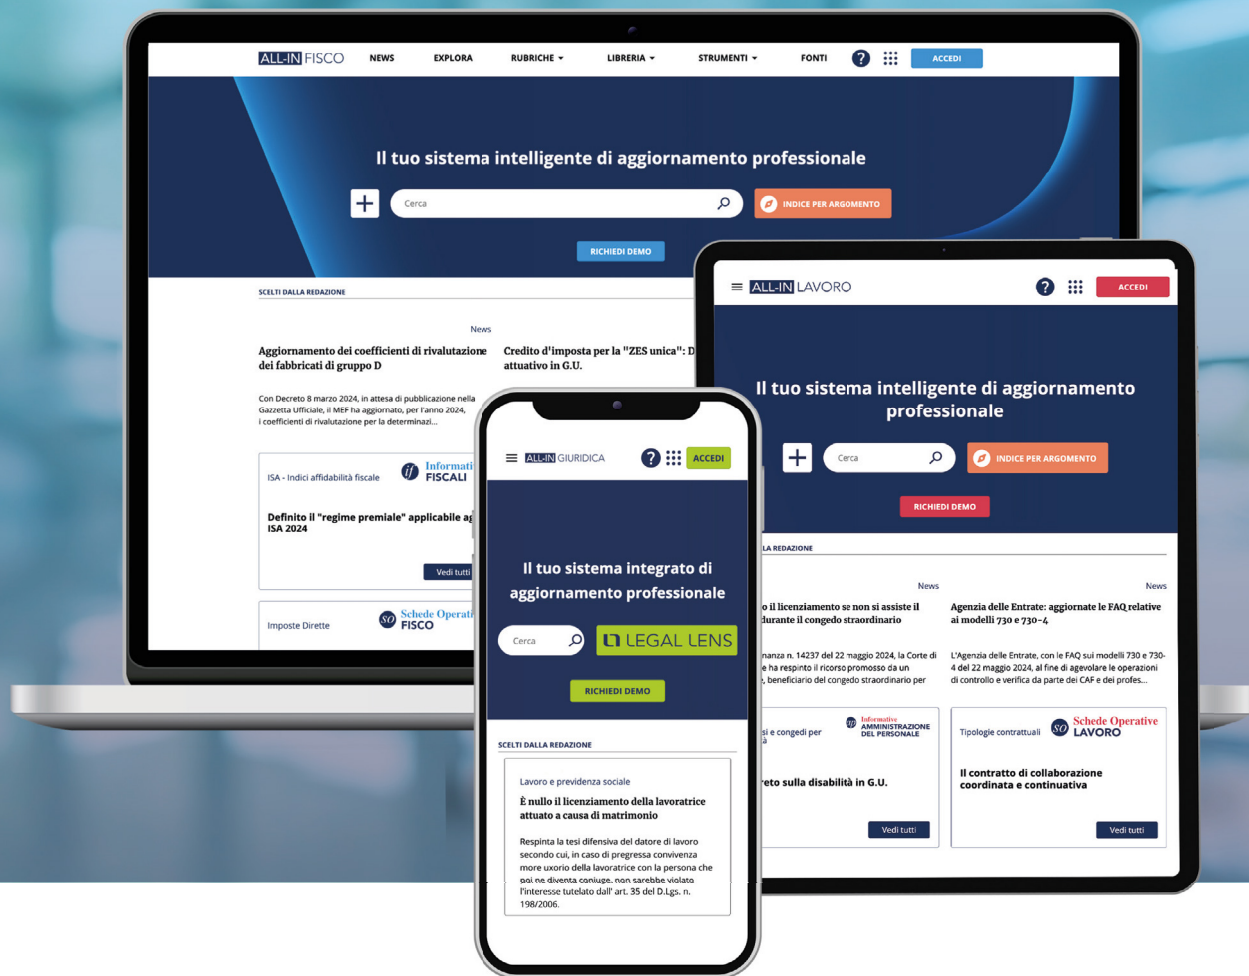 ALL-IN FISCO NEWS EXPLORA RUBRICHE LIBRERIA STRUMENTI FONTI ? ACCEDI
Il tuo sistema intelligente di aggiornamento professionale
+ Cerca INDICE PER ARGOMENTO
RICHIEDI DEMO
SCELTI DALLA REDAZIONE
News
Aggiornamento dei coefficienti di rivalutazione
dei fabbricati di gruppo D
Con Decreto 8 marzo 2024, in attesa di pubblicazione nella
Gazzetta Ufficiale, il MEF ha aggiornato, per l'anno 2024,
i coefficienti di rivalutazione per la determinazi...
Credito d'imposta per la "ZES unica": D
attuativo in G.U.
ISA - Indici affidabilità fiscale
if Informati
FISCALI
Definito il "regime premiale" applicabile ag
ISA 2024
Vedi tutti
Imposte Dirette
so Schede Operati
FISCO
ALL-IN LAVORO ? ACCEDI
Il tuo sistema intelligente di aggiornamento
professionale
+ Cerca INDICE PER ARGOMENTO
RICHIEDI DEMO
LA REDAZIONE
News
o il licenziamento se non si assiste il
durante il congedo straordinario
nanza n. 14237 del 22 maggio 2024, la Corte di
e ha respinto il ricorso promosso da un
, beneficiario del congedo straordinario per
News
Agenzia delle Entrate: aggiornate le FAQ relative
ai modelli 730 e 730-4
L'Agenzia delle Entrate, con le FAQ sui modelli 730 e 730-
4 del 22 maggio 2024, al fine di agevolare le operazioni
di controllo e verifica da parte dei CAF e dei profes...
si e congedi per
à
ap Informative
AMMINISTRAZIONE
DEL PERSONALE
reto sulla disabilità in G.U.
Vedi tutti
Tipologie contrattuali
so Schede Operative
LAVORO
Il contratto di collaborazione
coordinata e continuativa
Vedi tutti
ALL-IN GIURIDICA ? ACCEDI
Il tuo sistema integrato di
aggiornamento professionale
Cerca LEGAL LENS
RICHIEDI DEMO
SCELTI DALLA REDAZIONE
Lavoro e previdenza sociale
È nullo il licenziamento della lavoratrice
attuato a causa di matrimonio
Respinta la tesi difensiva del datore di lavoro
secondo cui, in caso di pregressa convivenza
more uxorio della lavoratrice con la persona che
poi ne diventa coniuge, non sarebbe violato
l'interesse tutelato dall' art. 35 del D.Lgs. n.
198/2006.